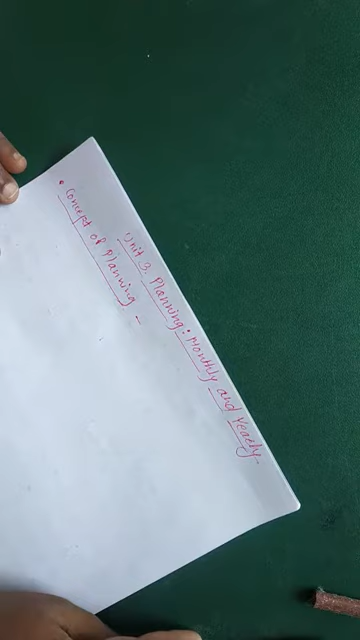 Unit 3. Planning: Monthly and Yearly
• Concept of Planning -